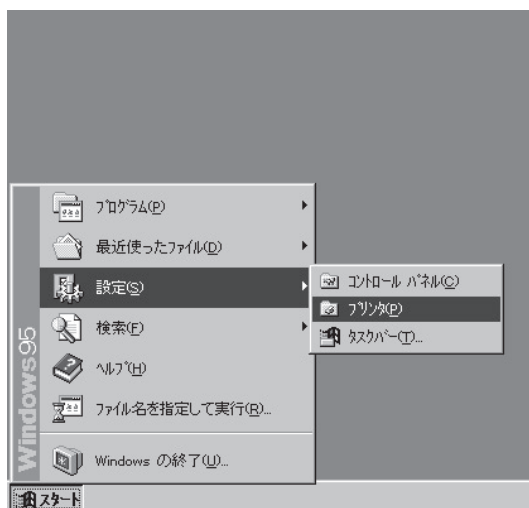 プログラム(P)
最近使ったファイル(D)
設定(S)
検索(F)
ヘルプ(H)
ファイル名を指定して実行(R)...
Windows の終了(U)...
コントロール パネル(C)
プリンタ(P)
タスクバー(T)...
Windows95
スタート